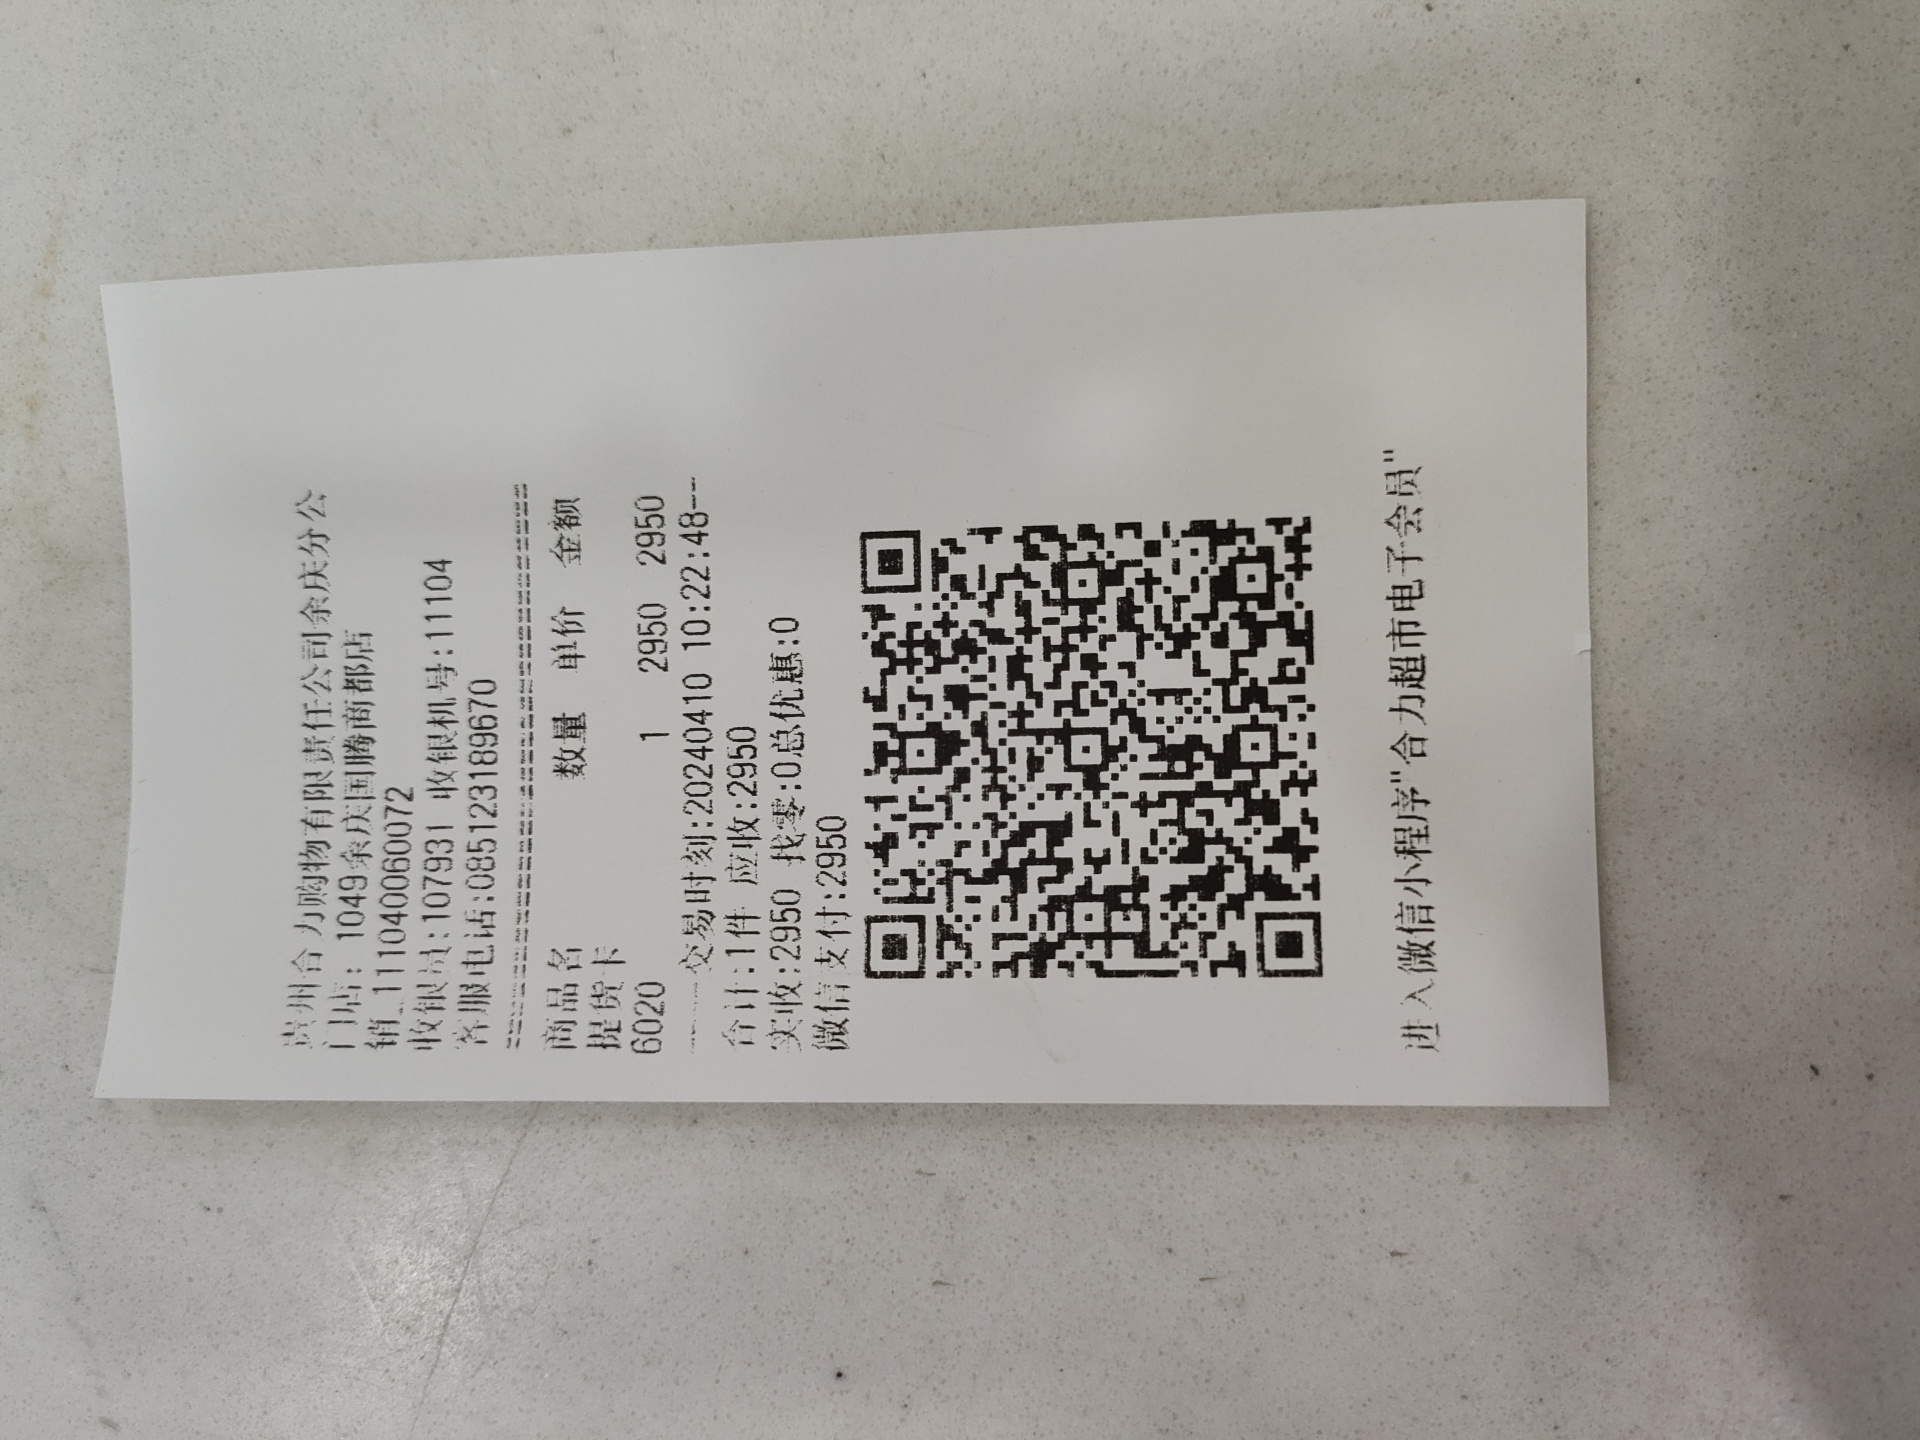 贵州合力购物有限责任公司余庆分公
门店: 1049余庆国腾商都店
销_111040060072
收银员:107931 收银机号:11104
客服电话:085123189670
商品名 数量 单价 金额
提货卡
6020 1 2950 2950
------交易时刻:20240410 10:22:48--
合计:1件 应收:2950
实收:2950 找零:0总优惠:0
微信支付:2950
进入微信小程序"合力超市电子会员"